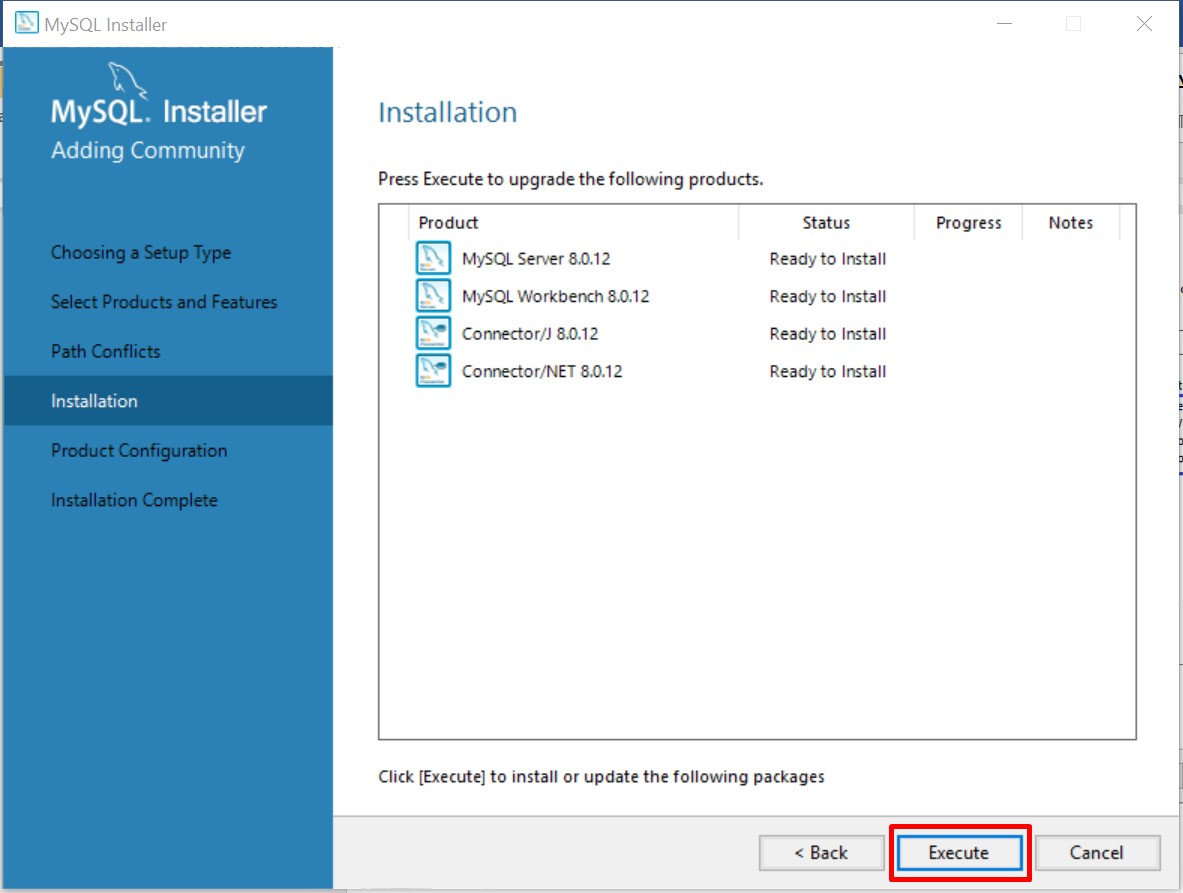 MySQL Installer
MySQL. Installer
Adding Community
Choosing a Setup Type
Select Products and Features
Path Conflicts
Installation
Product Configuration
Installation Complete
Installation
Press Execute to upgrade the following products.
Product Status Progress Notes
MySQL Server 8.0.12 Ready to Install
MySQL Workbench 8.0.12 Ready to Install
Connector/J 8.0.12 Ready to Install
Connector/NET 8.0.12 Ready to Install
Click [Execute] to install or update the following packages
< Back Execute Cancel